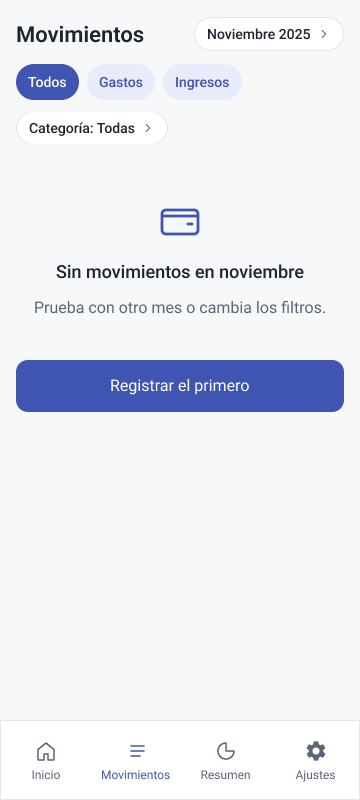 Movimientos
Noviembre 2025
Todos
Gastos
Ingresos
Categoría: Todas
Sin movimientos en noviembre
Prueba con otro mes o cambia los filtros.
Registrar el primero
Inicio
Movimientos
Resumen
Ajustes